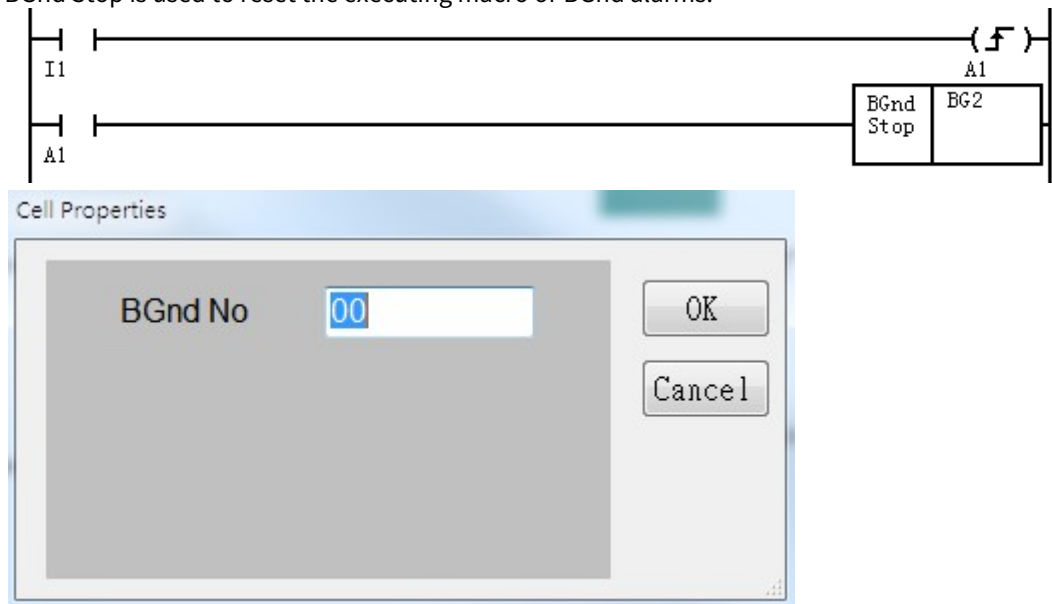 BGnd Stop is used to reset the executing macro or BGnd alarms.
I1
A1
BGnd
Stop
BG2
A1
Cell Properties
BGnd No
00
OK
Cancel